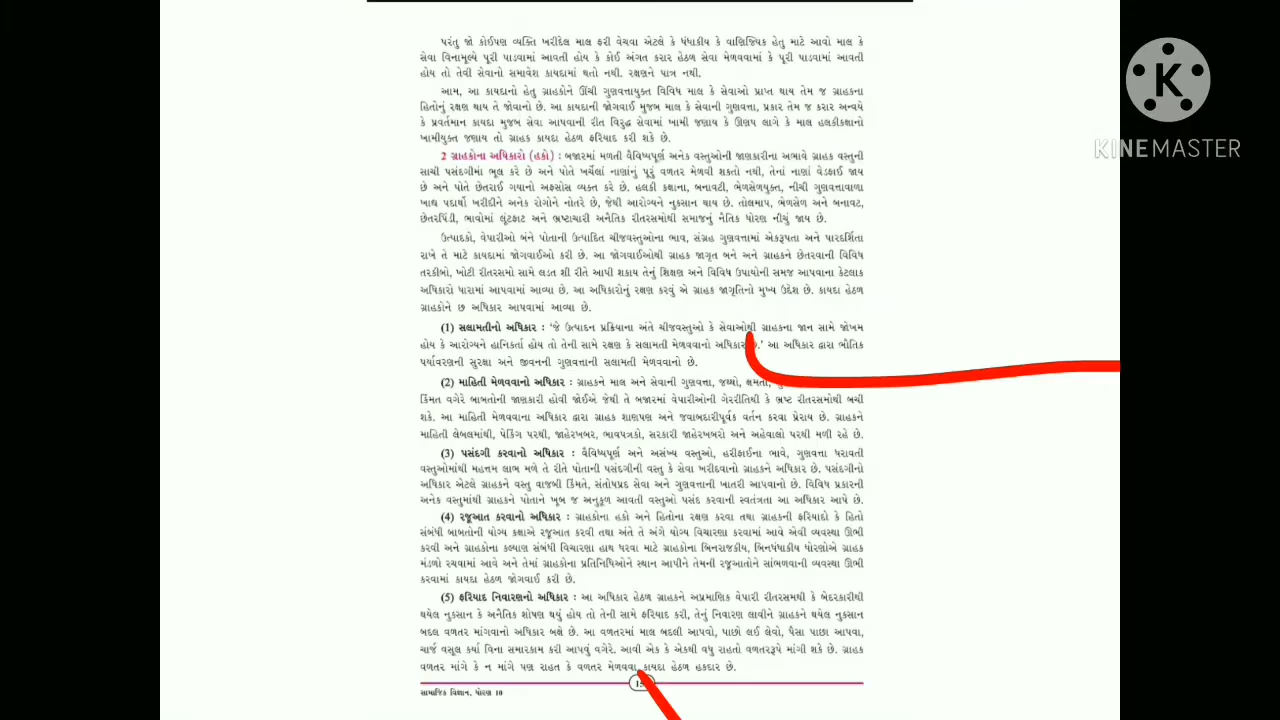 પરંતુ જો કોઈપણ વ્યક્તિ ખરીદેલ માલ ફરી વેચવા એટલે કે ધંધાકીય કે વાણિજ્યિક હેતુ માટે આવો માલ કે
સેવા વિનામૂલ્યે પૂરી પાડવામાં આવતી હોય કે કોઈ અંગત કરાર હેઠળ સેવા મેળવવામાં કે પૂરી પાડવામાં આવતી
હોય તો તેવી સેવાનો સમાવેશ કાયદામાં થતો નથી. રક્ષણને પાત્ર નથી.
આમ, આ કાયદાનો હેતુ ગ્રાહકોને ઊંચી ગુણવત્તાયુક્ત વિવિધ માલ કે સેવાઓ પ્રાપ્ત થાય તેમ જ ગ્રાહકના
હિતોનું રક્ષણ થાય તે જોવાનો છે. આ કાયદાની જોગવાઈ મુજબ માલ કે સેવાની ગુણવત્તા, પ્રકાર તેમ જ કરાર અન્વયે
કે પ્રવર્તમાન કાયદા મુજબ સેવા આપવાની રીત વિરુદ્ધ સેવામાં ખામી જણાય કે ઊણપ લાગે કે માલ હલકીકક્ષાનો
ખામીયુક્ત જણાય તો ગ્રાહક કાયદા હેઠળ ફરિયાદ કરી શકે છે.
2 ગ્રાહકોના અધિકારો (હકો) : બજારમાં મળતી વૈવિધ્યપૂર્ણ અનેક વસ્તુઓની જાણકારીના અભાવે ગ્રાહક વસ્તુની
સાચી પસંદગીમાં ભૂલ કરે છે અને પોતે ખર્ચેલાં નાણાંનું પૂરું વળતર મેળવી શકતો નથી, તેનાં નાણાં વેડફાઈ જાય
છે અને પોતે છેતરાઈ ગયાનો અફસોસ વ્યક્ત કરે છે. હલકી કક્ષાના, બનાવટી, ભેળસેળયુક્ત, નીચી ગુણવત્તાવાળા
ખાદ્ય પદાર્થો ખરીદીને અનેક રોગોને નોતરે છે, જેથી આરોગ્યને નુકસાન થાય છે. તોલમાપ, ભેળસેળ અને બનાવટ,
છેતરપિંડી, ભાવોમાં લૂંટફાટ અને ભ્રષ્ટાચારી અનૈતિક રીતરસમોથી સમાજનું નૈતિક ધોરણ નીચું જાય છે.
ઉત્પાદકો, વેપારીઓ બંને પોતાની ઉત્પાદિત ચીજવસ્તુઓના ભાવ, સંગ્રહ ગુણવત્તામાં એકરૂપતા અને પારદર્શિતા
રાખે તે માટે કાયદામાં જોગવાઈઓ કરી છે. આ જોગવાઈઓથી ગ્રાહક જાગૃત બને અને ગ્રાહકને છેતરવાની વિવિધ
તરકીબો, ખોટી રીતરસમો સામે લડત શી રીતે આપી શકાય તેનું શિક્ષણ અને વિવિધ ઉપાયોની સમજ આપવાના કેટલાક
અધિકારો ધારામાં આપવામાં આવ્યા છે. આ અધિકારોનું રક્ષણ કરવું એ ગ્રાહક જાગૃતિનો મુખ્ય ઉદ્દેશ છે. કાયદા હેઠળ
ગ્રાહકોને છ અધિકાર આપવામાં આવ્યા છે.
(1) સલામતીનો અધિકાર : ‘જે ઉત્પાદન પ્રક્રિયાના અંતે ચીજવસ્તુઓ કે સેવાઓથી ગ્રાહકના જાન સામે જોખમ
હોય કે આરોગ્યને હાનિકર્તા હોય તો તેની સામે રક્ષણ કે સલામતી મેળવવાનો અધિકાર છે.’ આ અધિકાર દ્વારા ભૌતિક
પર્યાવરણની સુરક્ષા અને જીવનની ગુણવત્તાની સલામતી મેળવવાનો છે.
(2) માહિતી મેળવવાનો અધિકાર : ગ્રાહકને માલ અને સેવાની ગુણવત્તા, જથ્થો, ક્ષમતા,
કિંમત વગેરે બાબતોની જાણકારી હોવી જોઈએ જેથી તે બજારમાં વેપારીઓની ગેરરીતિથી કે ભ્રષ્ટ રીતરસમોથી બચી
શકે. આ માહિતી મેળવવાના અધિકાર દ્વારા ગ્રાહક શાણપણ અને જવાબદારીપૂર્વક વર્તન કરવા પ્રેરાય છે. ગ્રાહકને
માહિતી લેબલમાંથી, પેકિંગ પરથી, જાહેરખબર, ભાવપત્રકો, સરકારી જાહેરખબરો અને અહેવાલો પરથી મળી રહે છે.
(3) પસંદગી કરવાનો અધિકાર : વૈવિધ્યપૂર્ણ અને અસંખ્ય વસ્તુઓ, હરીફાઈના ભાવે, ગુણવત્તા ધરાવતી
વસ્તુઓમાંથી મહત્તમ લાભ મળે તે રીતે પોતાની પસંદગીની વસ્તુ કે સેવા ખરીદવાનો ગ્રાહકને અધિકાર છે. પસંદગીનો
અધિકાર એટલે ગ્રાહકને વસ્તુ વાજબી કિંમતે, સંતોષપ્રદ સેવા અને ગુણવત્તાની ખાતરી આપવાનો છે. વિવિધ પ્રકારની
અનેક વસ્તુમાંથી ગ્રાહકને પોતાને ખૂબ જ અનુકૂળ આવતી વસ્તુઓ પસંદ કરવાની સ્વતંત્રતા આ અધિકાર આપે છે.
(4) રજૂઆત કરવાનો અધિકાર : ગ્રાહકોના હકો અને હિતોના રક્ષણ કરવા તથા ગ્રાહકની ફરિયાદો કે હિતો
સંબંધી બાબતોની યોગ્ય કક્ષાએ રજૂઆત કરવી તથા અંતે તે અંગે યોગ્ય વિચારણા કરવામાં આવે એવી વ્યવસ્થા ઊભી
કરવી અને ગ્રાહકોના કલ્યાણ સંબંધી વિચારણા હાથ ધરવા માટે ગ્રાહકોના બિનરાજકીય, બિનધંધાકીય ધોરણોએ ગ્રાહક
મંડળો રચવામાં આવે અને તેમાં ગ્રાહકોના પ્રતિનિધિઓને સ્થાન આપીને તેમની રજૂઆતોને સાંભળવાની વ્યવસ્થા ઊભી
કરવામાં કાયદા હેઠળ જોગવાઈ કરી છે.
(5) ફરિયાદ નિવારણનો અધિકાર : આ અધિકાર હેઠળ ગ્રાહકને અપ્રમાણિક વેપારી રીતરસમથી કે બેદરકારીથી
થયેલ નુકસાન કે અનૈતિક શોષણ થયું હોય તો તેની સામે ફરિયાદ કરી, તેનું નિવારણ લાવીને ગ્રાહકને થયેલ નુકસાન
બદલ વળતર માંગવાનો અધિકાર બક્ષે છે. આ વળતરમાં માલ બદલી આપવો, પાછો લઈ લેવો, પૈસા પાછા આપવા,
ચાર્જ વસૂલ કર્યા વિના સમારકામ કરી આપવું વગેરે. આવી એક કે એકથી વધુ રાહતો વળતરરૂપે માંગી શકે છે. ગ્રાહક
વળતર માંગે કે ન માંગે પણ રાહત કે વળતર મેળવવા કાયદા હેઠળ હકદાર છે.
સામાજિક વિજ્ઞાન, ધોરણ 10
K
KINEMASTER